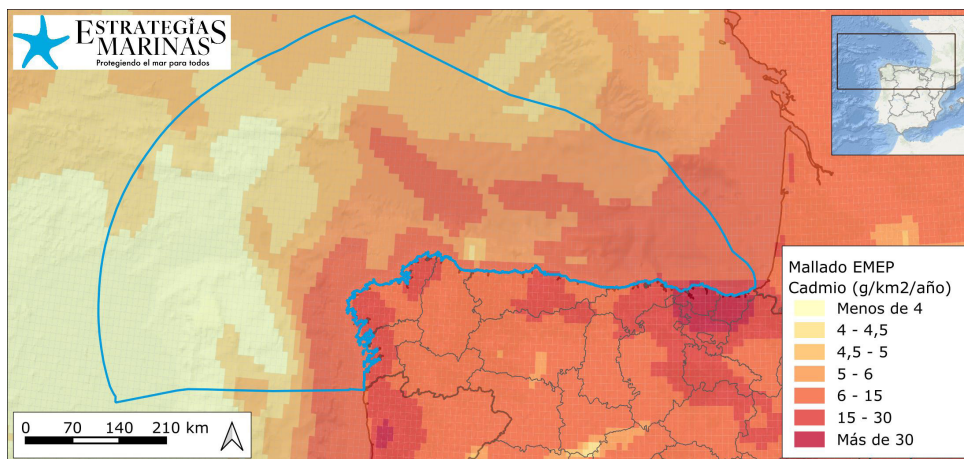 ESTRATEGIAS
MARINAS
Protegiendo el mar para todos
Mallado EMEP
Cadmio (g/km2/año)
Menos de 4
4 - 4,5
4,5 - 5
5 - 6
6 - 15
15 - 30
Más de 30
0 70 140 210 km